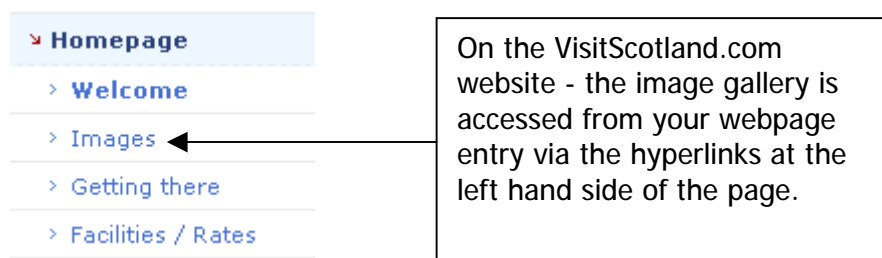 Homepage
Welcome
Images
Getting there
Facilities / Rates
On the VisitScotland.com
website - the image gallery is
accessed from your webpage
entry via the hyperlinks at the
left hand side of the page.